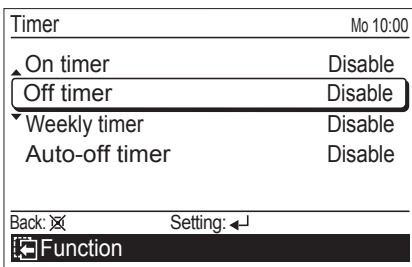 Timer Mo 10:00
On timer Disable
Off timer Disable
Weekly timer Disable
Auto-off timer Disable
Back: Setting:
Function